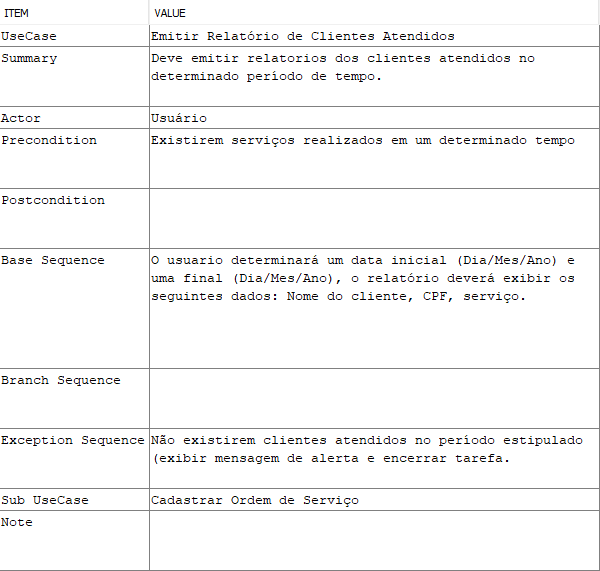 ITEM VALUE
UseCase Emitir Relatório de Clientes Atendidos
Summary Deve emitir relatorios dos clientes atendidos no
determinado período de tempo.
Actor Usuário
Precondition Existirem serviços realizados em um determinado tempo
Postcondition
Base Sequence O usuario determinará um data inicial (Dia/Mes/Ano) e
uma final (Dia/Mes/Ano), o relatório deverá exibir os
seguintes dados: Nome do cliente, CPF, serviço.
Branch Sequence
Exception Sequence Não existirem clientes atendidos no período estipulado
(exibir mensagem de alerta e encerrar tarefa.
Sub UseCase Cadastrar Ordem de Serviço
Note